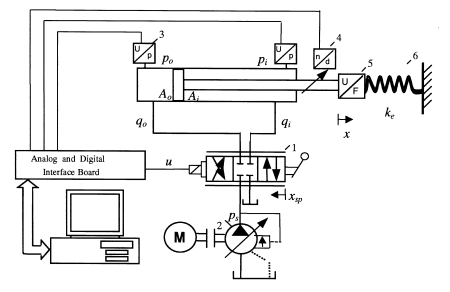 U p 3
p_o
p_i
U p
n d 4
U F 5
6
A_o A_i
q_o
q_i
x
k_e
Analog and Digital
Interface Board
u
1
x_sp
p_s
2
M